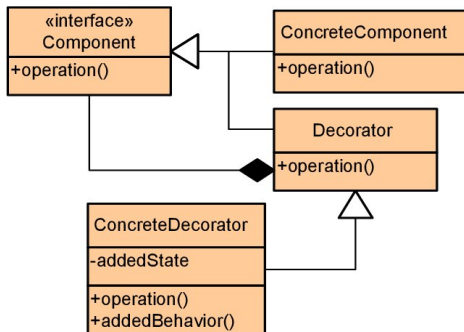 «interface»
Component
+operation()
ConcreteComponent
+operation()
Decorator
+operation()
ConcreteDecorator
-addedState
+operation()
+addedBehavior()